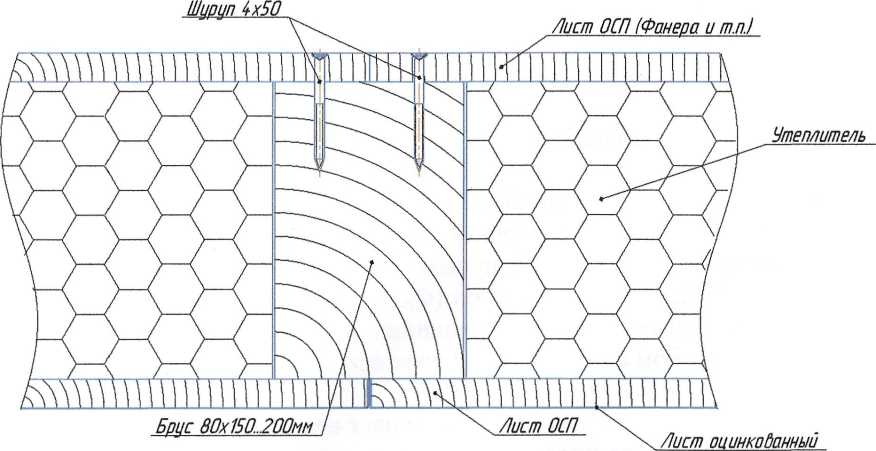 Шуруп 4х50
Лист ОСП (Фанера и т.п.)
Утеплитель
Брус 80х150...200мм
Лист ОСП
Лист оцинкованный